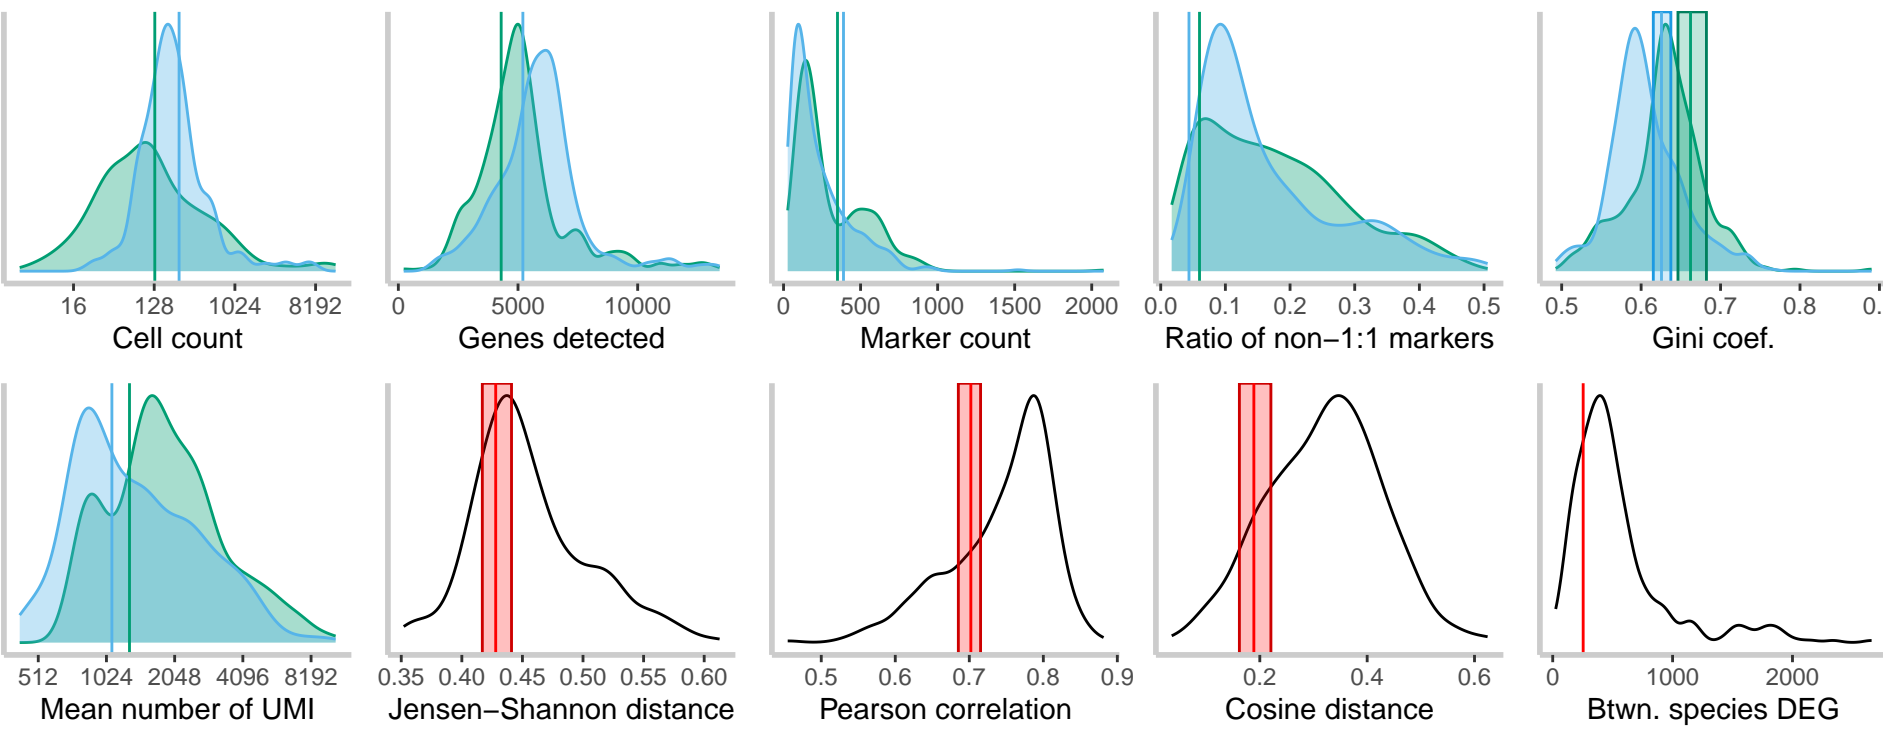 16 128 1024 8192
Cell count
0 5000 10000
Genes detected
0 500 1000 1500 2000
Marker count
0.0 0.1 0.2 0.3 0.4 0.5
Ratio of non−1:1 markers
0.5 0.6 0.7 0.8 0.
Gini coef.
512 1024 2048 4096 8192
Mean number of UMI
0.35 0.40 0.45 0.50 0.55 0.60
Jensen−Shannon distance
0.5 0.6 0.7 0.8 0.9
Pearson correlation
0.2 0.4 0.6
Cosine distance
0 1000 2000
Btwn. species DEG